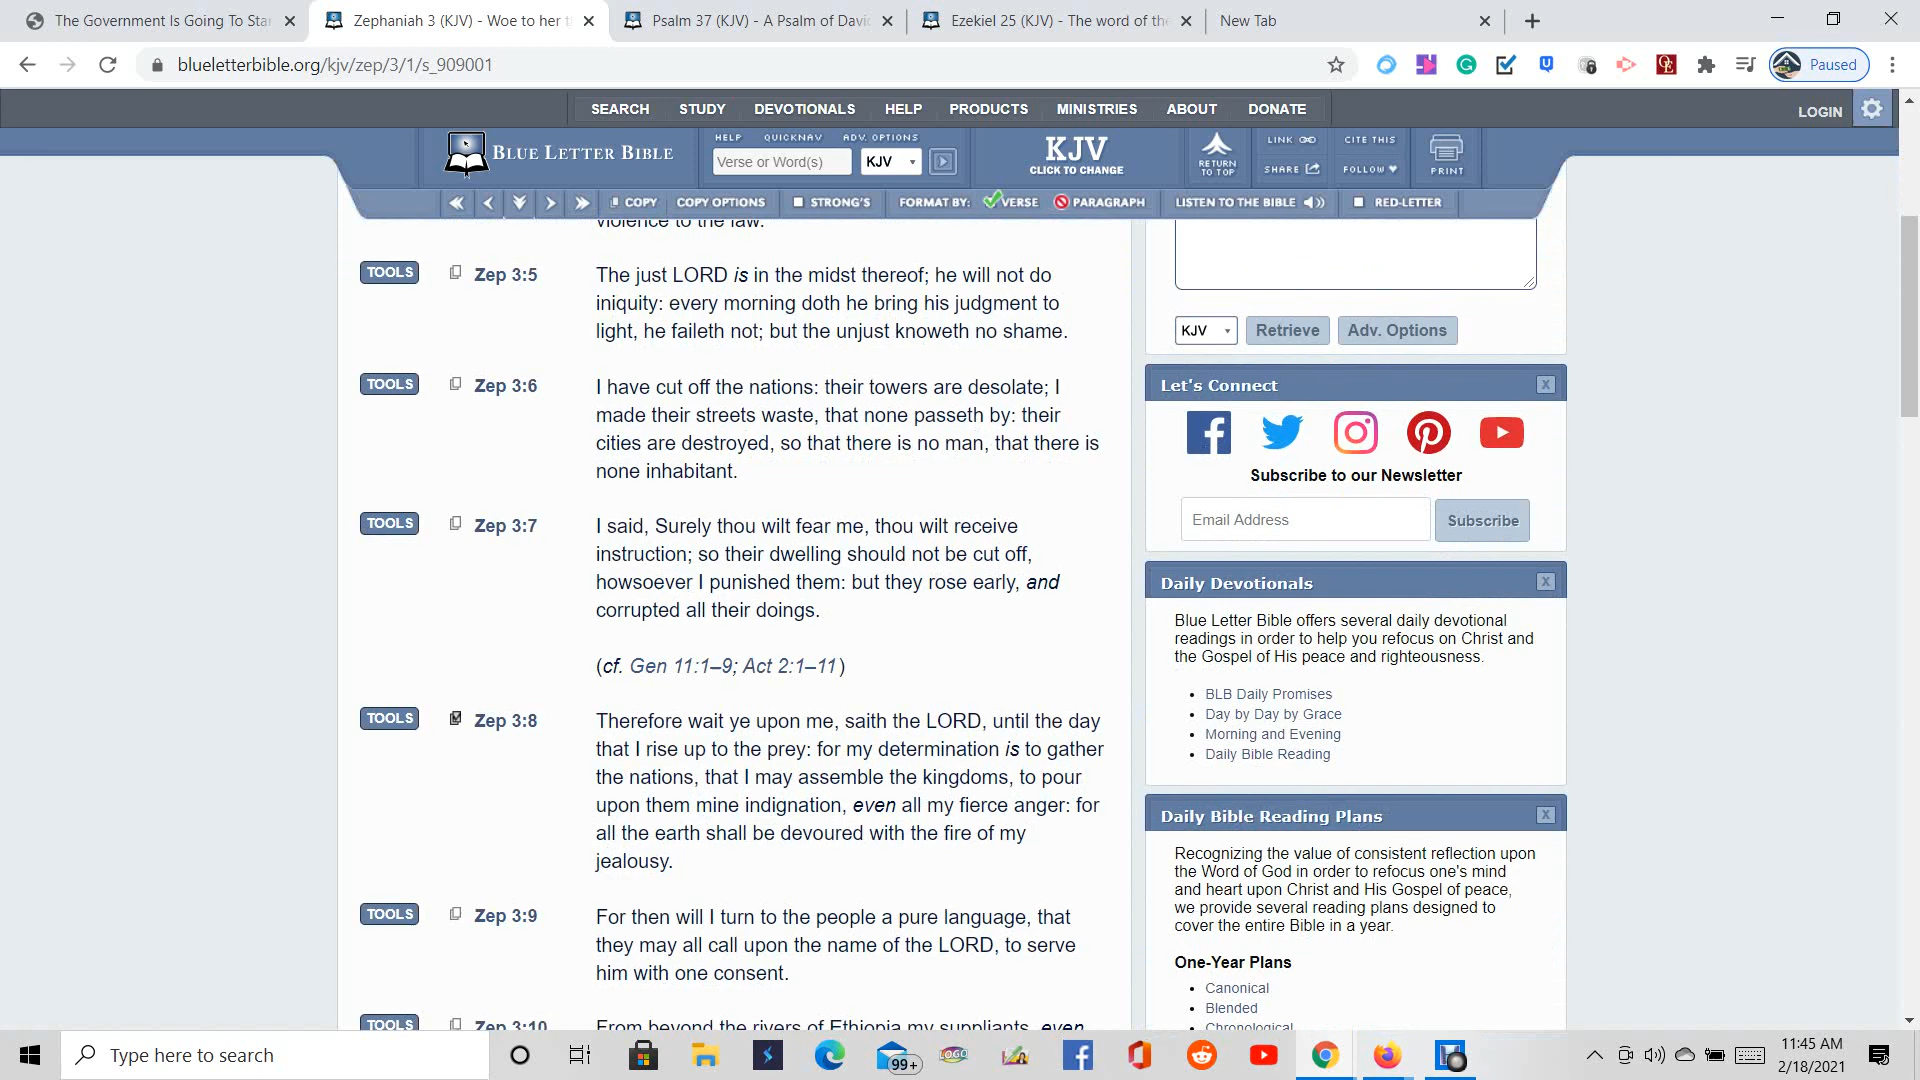 The Government Is Going To Sta
Zephaniah 3 (KJV) - Woe to her t
Psalm 37 (KJV) - A Psalm of Davi
Ezekiel 25 (KJV) - The word of the
New Tab
blueletterbible.org/kjv/zep/3/1/s_909001
Paused
SEARCH STUDY DEVOTIONALS HELP PRODUCTS MINISTRIES ABOUT DONATE
LOGIN
BLUE LETTER BIBLE
HELP QUICKNAV ADV. OPTIONS
Verse or Word(s) KJV
KJV
CLICK TO CHANGE
RETURN
TO TOP
LINK
SHARE
CITE THIS
FOLLOW
PRINT
COPY COPY OPTIONS STRONG'S FORMAT BY: VERSE PARAGRAPH LISTEN TO THE BIBLE RED-LETTER
violence to the law.
TOOLS Zep 3:5 The just LORD is in the midst thereof; he will not do
iniquity: every morning doth he bring his judgment to
light, he faileth not; but the unjust knoweth no shame.
TOOLS Zep 3:6 I have cut off the nations: their towers are desolate; I
made their streets waste, that none passeth by: their
cities are destroyed, so that there is no man, that there is
none inhabitant.
TOOLS Zep 3:7 I said, Surely thou wilt fear me, thou wilt receive
instruction; so their dwelling should not be cut off,
howsoever I punished them: but they rose early, and
corrupted all their doings.
(cf. Gen 11:1–9; Act 2:1–11)
TOOLS Zep 3:8 Therefore wait ye upon me, saith the LORD, until the day
that I rise up to the prey: for my determination is to gather
the nations, that I may assemble the kingdoms, to pour
upon them mine indignation, even all my fierce anger: for
all the earth shall be devoured with the fire of my
jealousy.
TOOLS Zep 3:9 For then will I turn to the people a pure language, that
they may all call upon the name of the LORD, to serve
him with one consent.
TOOLS Zep 3:10 From beyond the rivers of Ethiopia my suppliants, even
KJV Retrieve Adv. Options
Let's Connect X
Subscribe to our Newsletter
Email Address Subscribe
Daily Devotionals X
Blue Letter Bible offers several daily devotional
readings in order to help you refocus on Christ and
the Gospel of His peace and righteousness.
BLB Daily Promises
Day by Day by Grace
Morning and Evening
Daily Bible Reading
Daily Bible Reading Plans X
Recognizing the value of consistent reflection upon
the Word of God in order to refocus one's mind
and heart upon Christ and His Gospel of peace,
we provide several reading plans designed to
cover the entire Bible in a year.
One-Year Plans
Canonical
Blended
Chronological
Type here to search
99+
LOGO
11:45 AM
2/18/2021